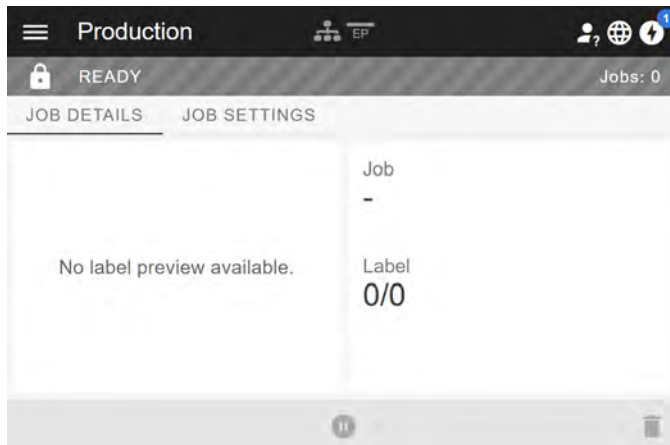 Production
EP
?
1
READY
Jobs: 0
JOB DETAILS
JOB SETTINGS
Job
-
No label preview available.
Label
0/0